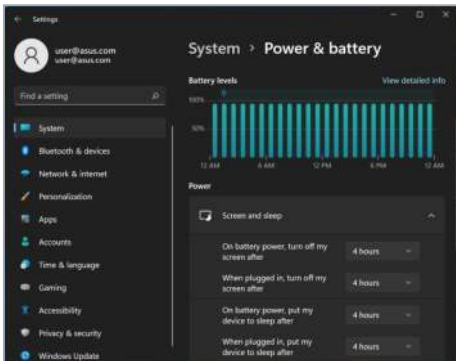 Settings
user@asus.com
user@asus.com
Find a setting
System
Bluetooth & devices
Network & internet
Personalization
Apps
Accounts
Time & language
Gaming
Accessibility
Privacy & security
Windows Update
System > Power & battery
Battery levels
View detailed info
100%
50%
12 AM 6 AM 12 PM 6 PM 12 AM
Power
Screen and sleep
On battery power, turn off my
screen after
4 hours
When plugged in, turn off my
screen after
4 hours
On battery power, put my
device to sleep after
4 hours
When plugged in, put my
device to sleep after
4 hours